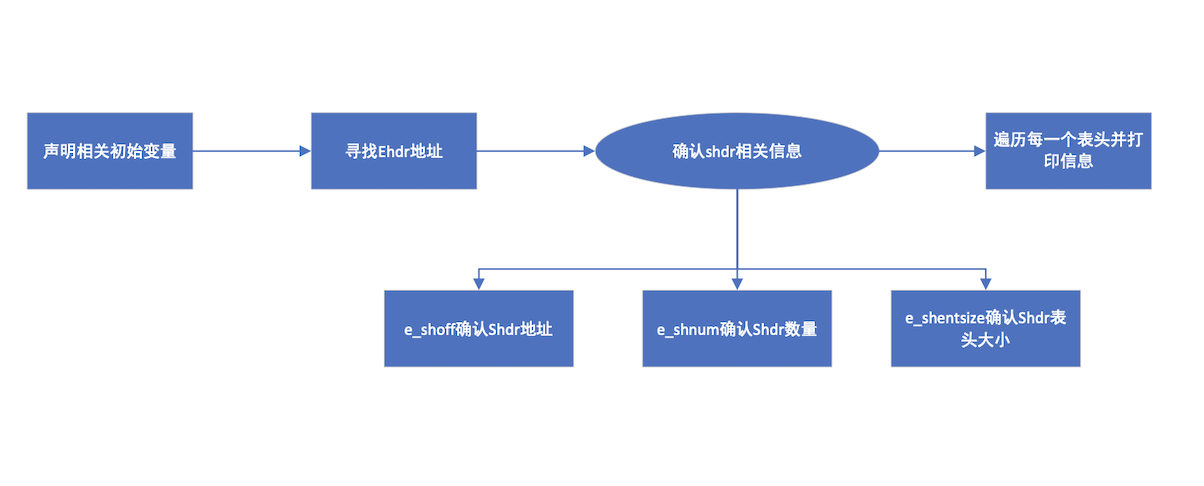 声明相关初始变量
寻找Ehdr地址
确认shdr相关信息
遍历每一个表头并打
印信息
e_shoff确认Shdr地址
e_shnum确认Shdr数量
e_shentsize确认Shdr表
头大小